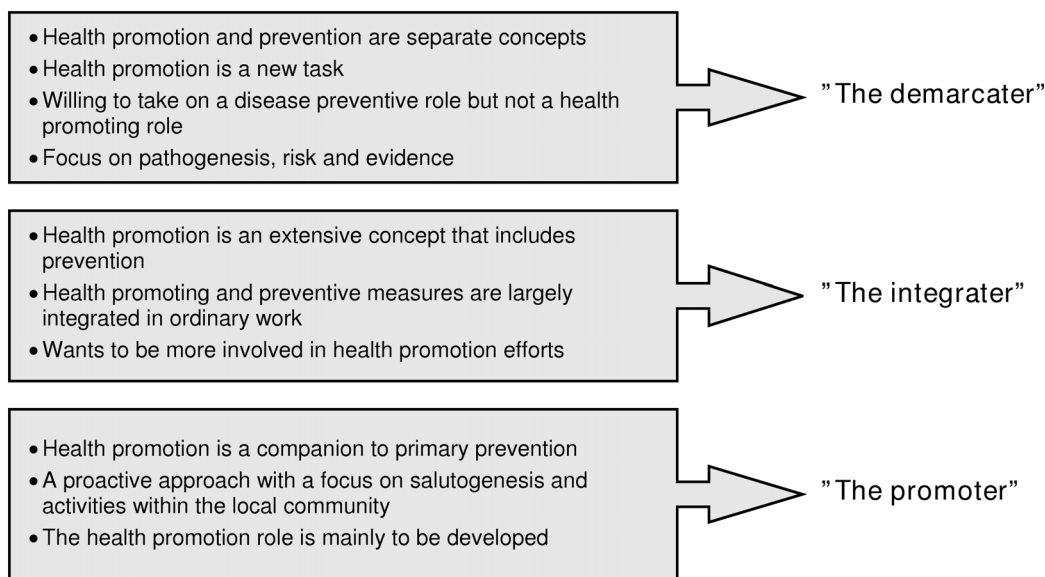 • Health promotion and prevention are separate concepts
• Health promotion is a new task
• Willing to take on a disease preventive role but not a health
promoting role
• Focus on pathogenesis, risk and evidence
” The demarcater”
• Health promotion is an extensive concept that includes
prevention
• Health promoting and preventive measures are largely
integrated in ordinary work
• Wants to be more involved in health promotion efforts
” The integrater”
• Health promotion is a companion to primary prevention
• A proactive approach with a focus on salutogenesis and
activities within the local community
• The health promotion role is mainly to be developed
” The promoter”